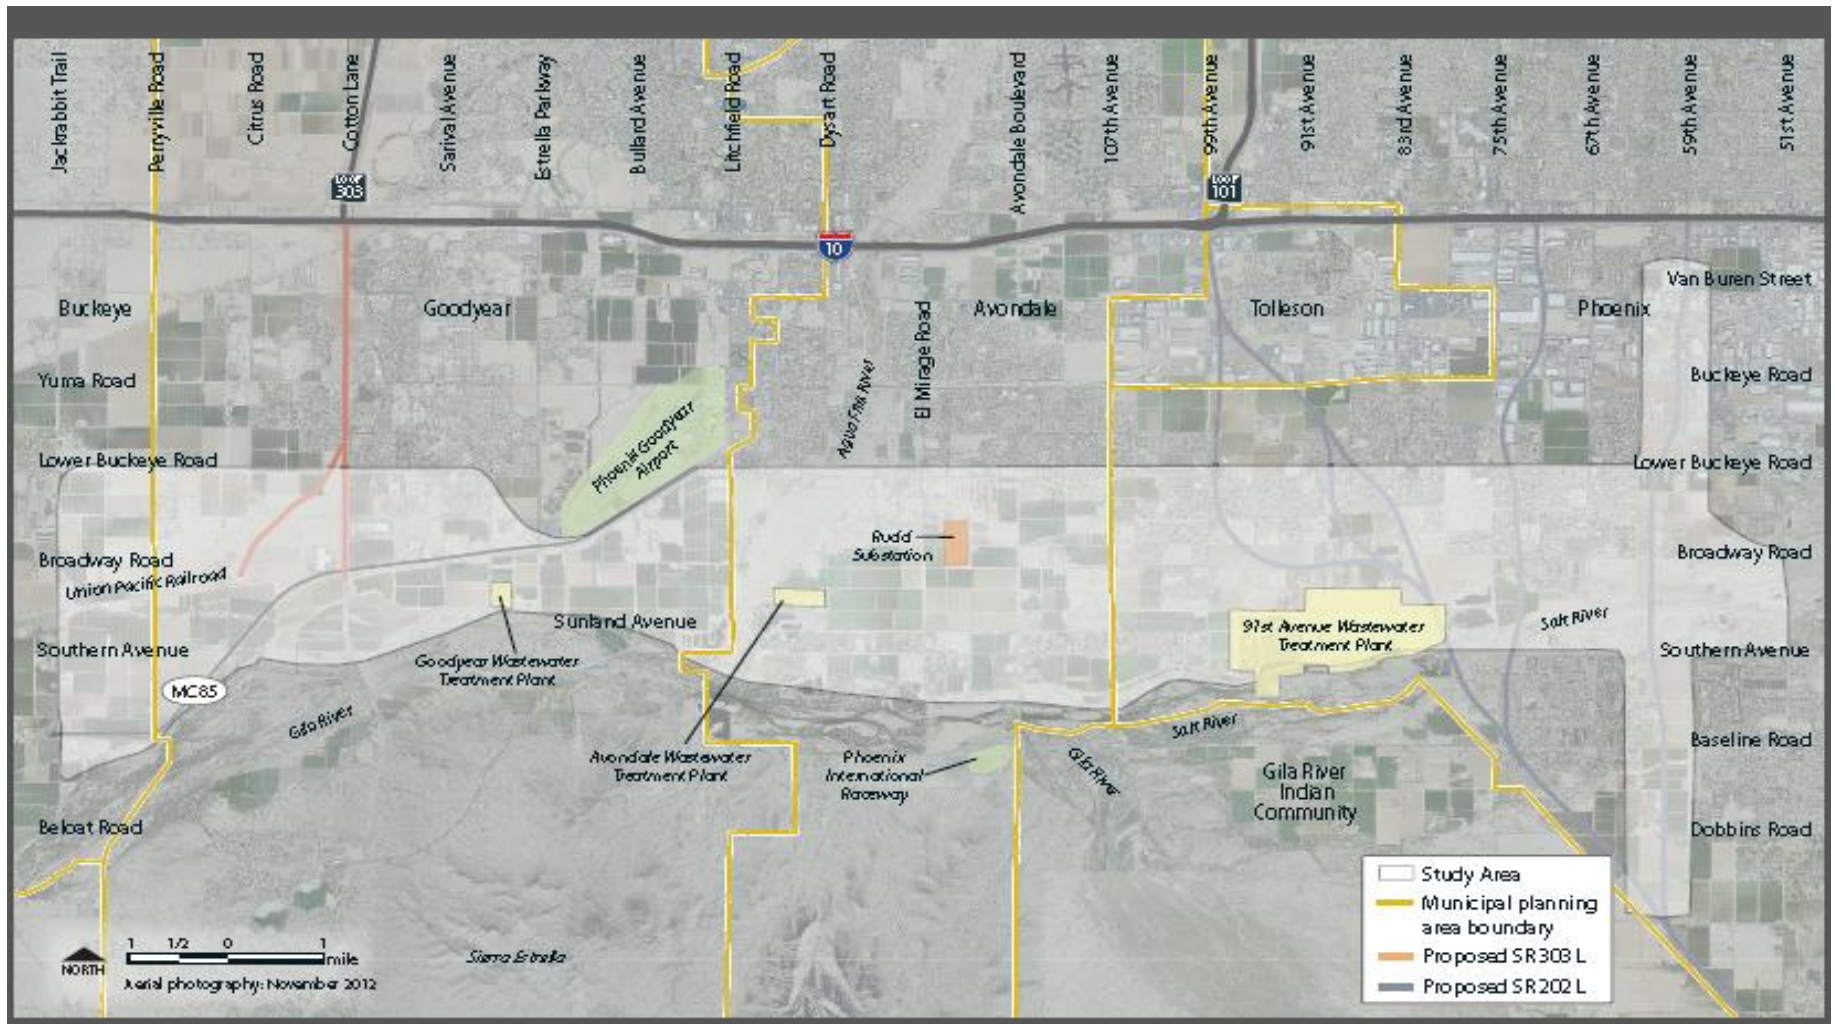 Jackrabbit Trail
Perryville Road
Citrus Road
Cotton Lane
Sarival Avenue
Estrella Parkway
Bullard Avenue
Litchfield Road
Dysart Road
Avondale Boulevard
107th Avenue
99th Avenue
91st Avenue
83rd Avenue
75th Avenue
67th Avenue
59th Avenue
51st Avenue
LOOP
303
LOOP
101
10
Van Buren Street
Buckeye
Goodyear
Avondale
Tolleson
Phoenix
El Mirage Road
Agua Fria River
Yuma Road
Buckeye Road
Phoenix Goodyear
Airport
Lower Buckeye Road
Lower Buckeye Road
Rudd
Substation
Broadway Road
Broadway Road
Union Pacific Railroad
Sunland Avenue
Salt River
91st Avenue Wastewater
Treatment Plant
Southern Avenue
Southern Avenue
Goodyear Wastewater
Treatment Plant
MC85
Gila River
Salt River
Avondale Wastewater
Treatment Plant
Phoenix
International
Raceway
Gila River
Baseline Road
Gila River
Indian
Community
Beloat Road
Dobbins Road
Study Area
Municipal planning
area boundary
Proposed SR303 L
Proposed SR202 L
1 1/2 0 1
mile
NORTH
Aerial photography: November 2012
Sierra Estrella